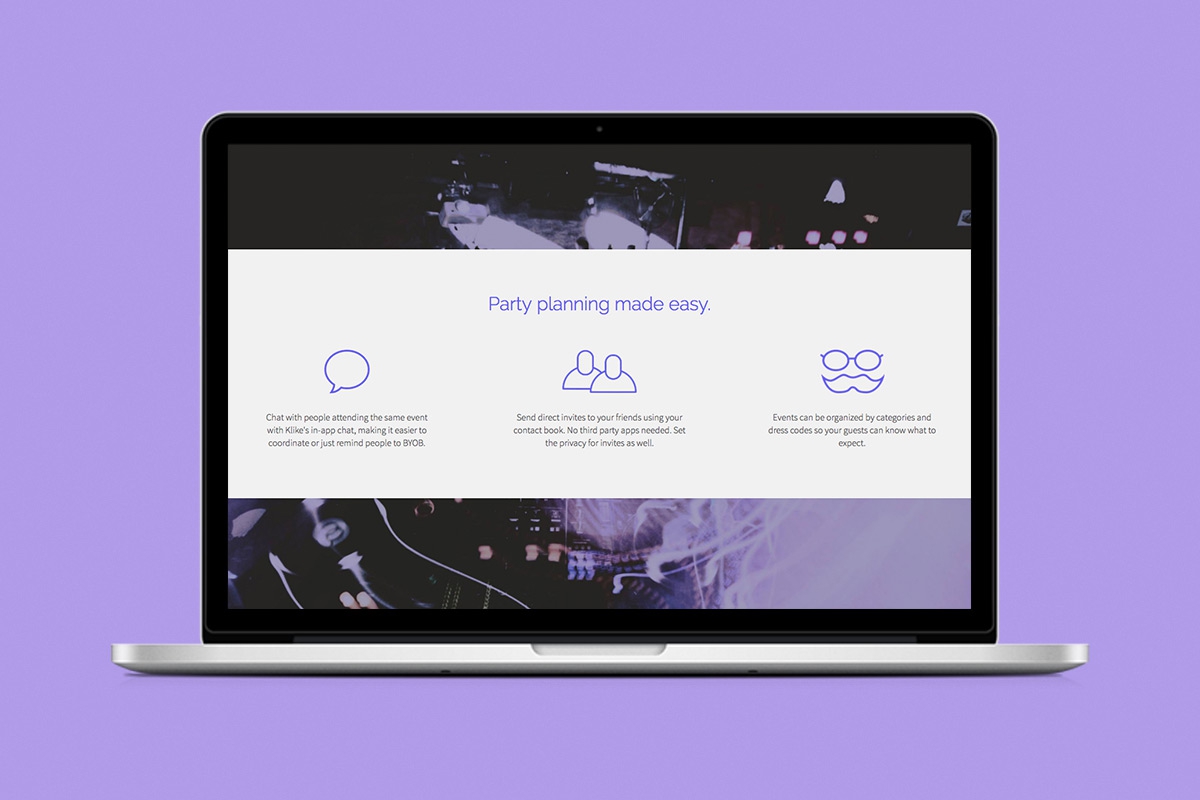 Party planning made easy.
Chat with people attending the same event
with Klike's in-app chat, making it easier to
coordinate or just remind people to BYOB.
Send direct invites to your friends using your
contact book. No third party apps needed. Set
the privacy for invites as well.
Events can be organized by categories and
dress codes so your guests can know what to
expect.